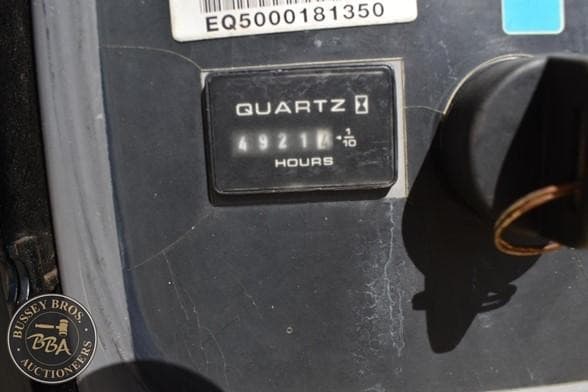 EQ5000181350
QUARTZ
4921
1/10
HOURS
BUSSEY BROS.
BBA
AUCTIONEERS